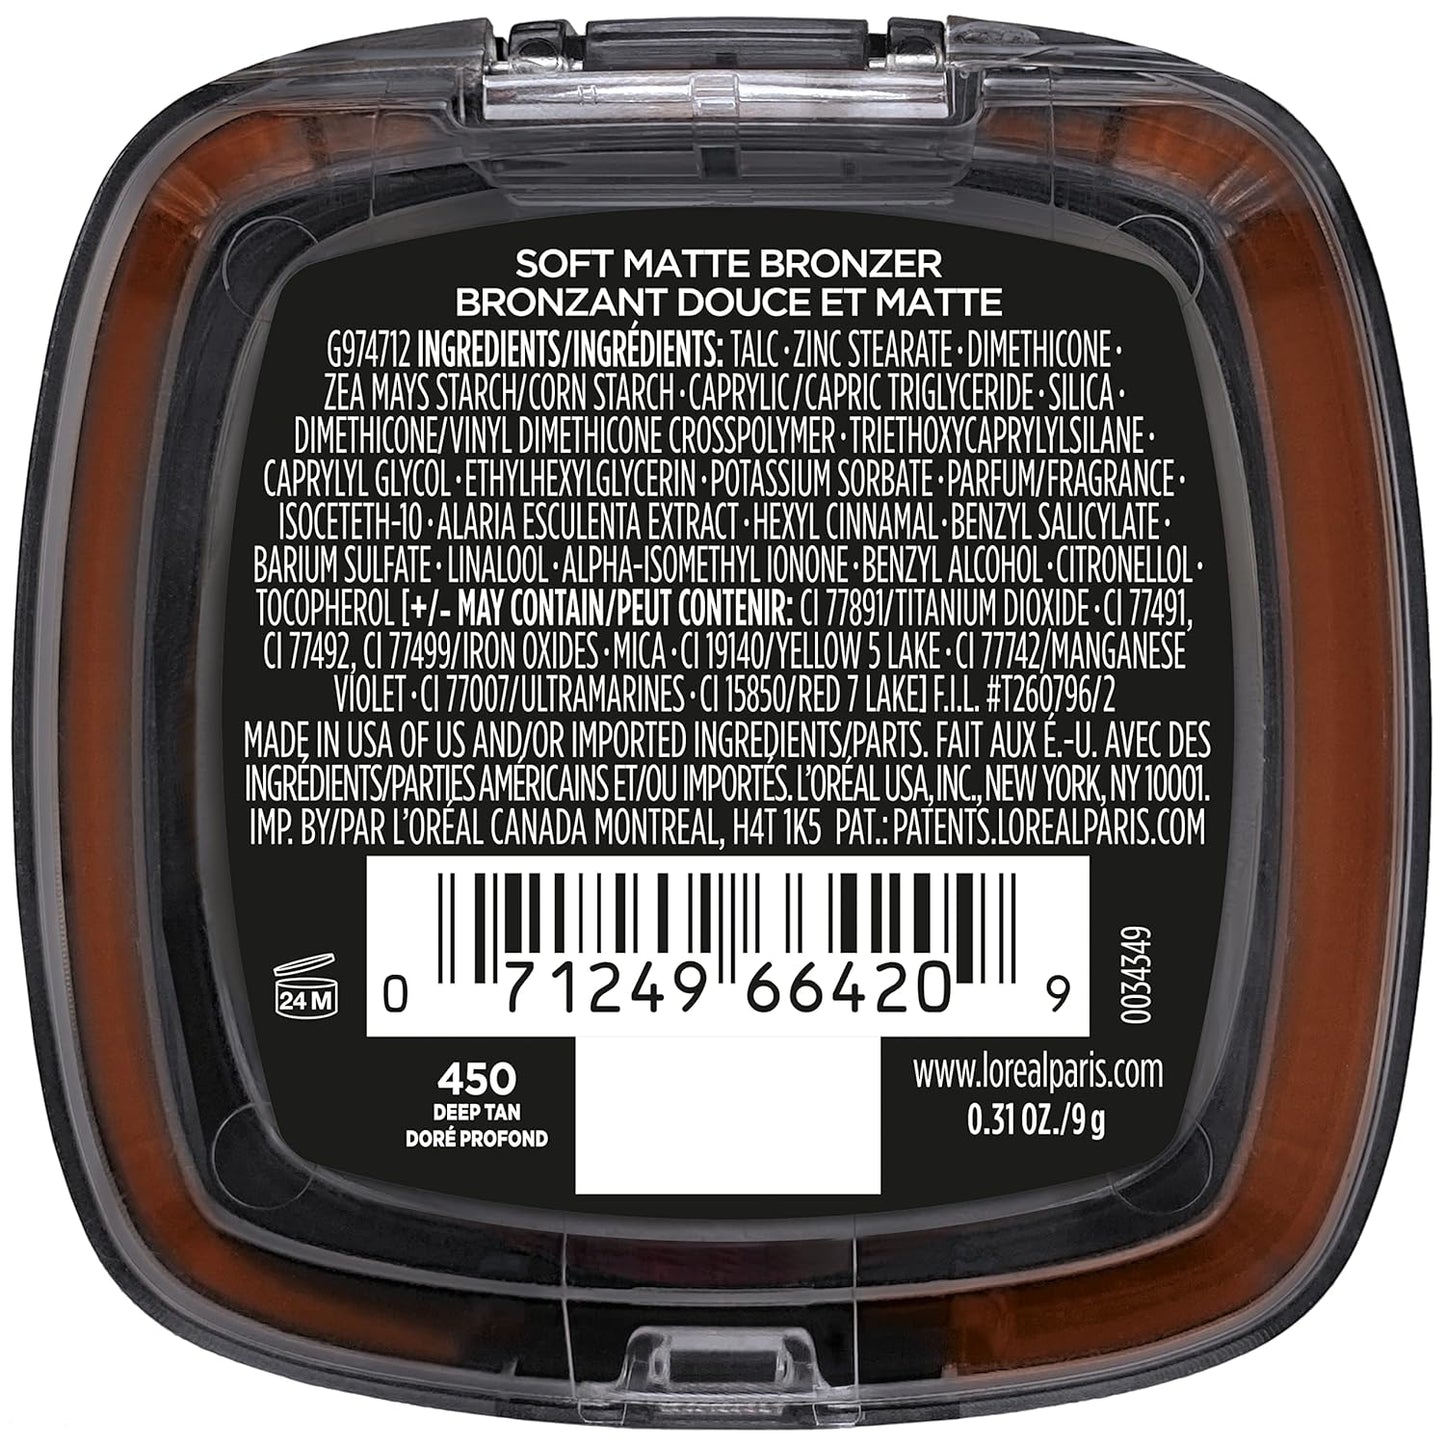 SOFT MATTE BRONZER
BRONZANT DOUCE ET MATTE
G974712 INGREDIENTS/INGRÉDIENTS: TALC · ZINC STEARATE · DIMETHICONE ·
ZEA MAYS STARCH/CORN STARCH · CAPRYLIC/CAPRIC TRIGLYCERIDE · SILICA ·
DIMETHICONE/VINYL DIMETHICONE CROSSPOLYMER · TRIETHOXYCAPRYLYLSILANE ·
CAPRYLYL GLYCOL · ETHYLHEXYLGLYCERIN · POTASSIUM SORBATE · PARFUM/FRAGRANCE ·
ISOCETETH-10 · ALARIA ESCULENTA EXTRACT · HEXYL CINNAMAL · BENZYL SALICYLATE ·
BARIUM SULFATE · LINALOOL · ALPHA-ISOMETHYL IONONE · BENZYL ALCOHOL · CITRONELLOL ·
TOCOPHEROL [+/- MAY CONTAIN/PEUT CONTENIR: CI 77891/TITANIUM DIOXIDE · CI 77491,
CI 77492, CI 77499/IRON OXIDES · MICA · CI 19140/YELLOW 5 LAKE · CI 77742/MANGANESE
VIOLET · CI 77007/ULTRAMARINES · CI 15850/RED 7 LAKE] F.I.L. #T260796/2
MADE IN USA OF US AND/OR IMPORTED INGREDIENTS/PARTS. FAIT AUX É.-U. AVEC DES
INGRÉDIENTS/PARTIES AMÉRICAINS ET/OU IMPORTÉS. L'ORÉAL USA, INC., NEW YORK, NY 10001.
IMP. BY/PAR L'ORÉAL CANADA MONTREAL, H4T 1K5 PAT.: PATENTS.LOREALPARIS.COM
24 M
0 71249 66420 9
0034349
450
DEEP TAN
DORÉ PROFOND
www.lorealparis.com
0.31 OZ./9 g